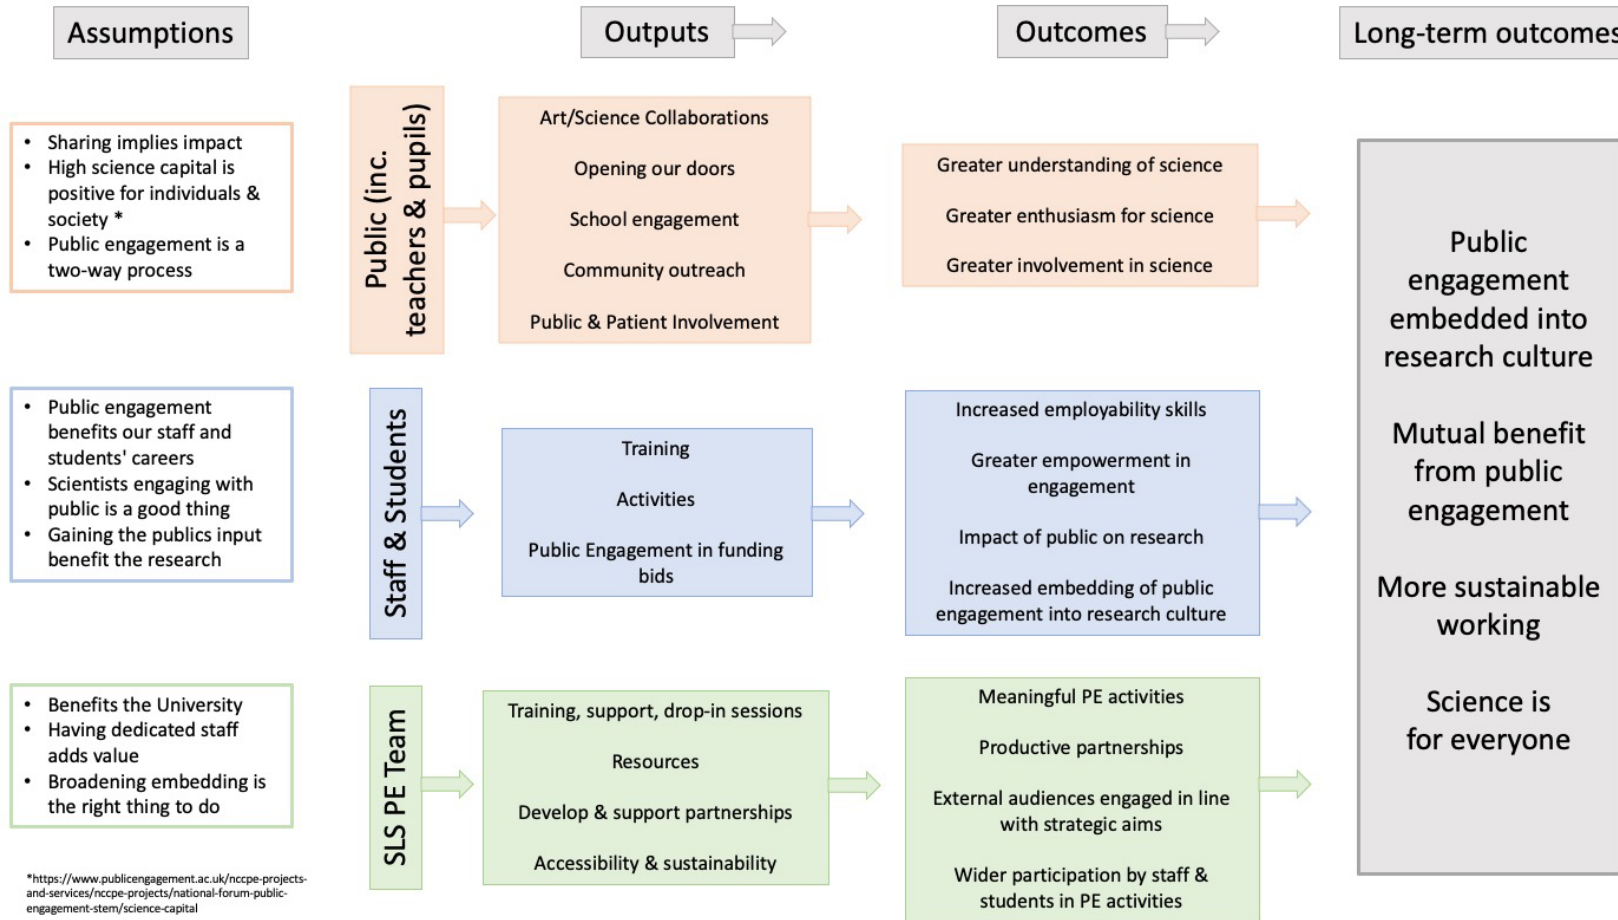 Assumptions
Outputs
Outcomes
Long-term outcomes
• Sharing implies impact
• High science capital is
positive for individuals &
society *
• Public engagement is a
two-way process
Public (inc.
teachers & pupils)
Art/Science Collaborations
Opening our doors
School engagement
Community outreach
Public & Patient Involvement
Greater understanding of science
Greater enthusiasm for science
Greater involvement in science
• Public engagement
benefits our staff and
students' careers
• Scientists engaging with
public is a good thing
• Gaining the publics input
benefit the research
Staff & Students
Training
Activities
Public Engagement in funding
bids
Increased employability skills
Greater empowerment in
engagement
Impact of public on research
Increased embedding of public
engagement into research culture
• Benefits the University
• Having dedicated staff
adds value
• Broadening embedding is
the right thing to do
SLS PE Team
Training, support, drop-in sessions
Resources
Develop & support partnerships
Accessibility & sustainability
Meaningful PE activities
Productive partnerships
External audiences engaged in line
with strategic aims
Wider participation by staff &
students in PE activities
Public
engagement
embedded into
research culture
Mutual benefit
from public
engagement
More sustainable
working
Science is
for everyone
*https://www.publicengagement.ac.uk/nccpe-projects-
and-services/nccpe-projects/national-forum-public-
engagement-stem/science-capital